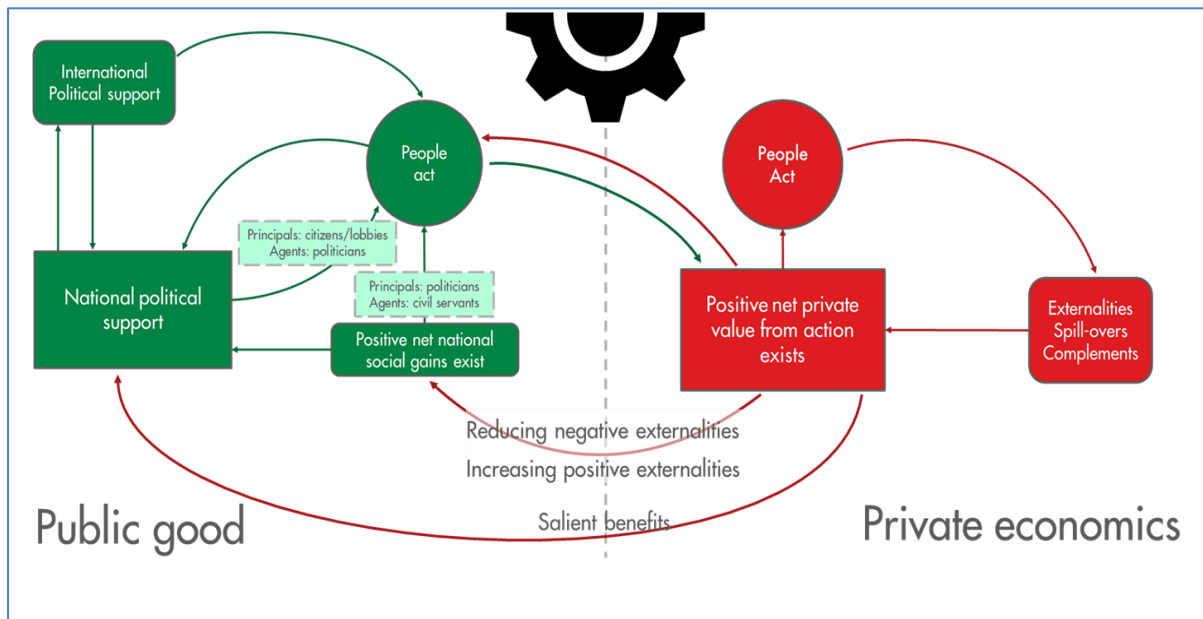 International
Political support
People
act
People
Act
Principals: citizens/lobbies
Agents: politicians
National political
support
Principals: politicians
Agents: civil servants
Positive net national
social gains exist
Positive net private
value from action
exists
Externalities
Spill-overs
Complements
Reducing negative externalities
Increasing positive externalities
Salient benefits
Public good
Private economics